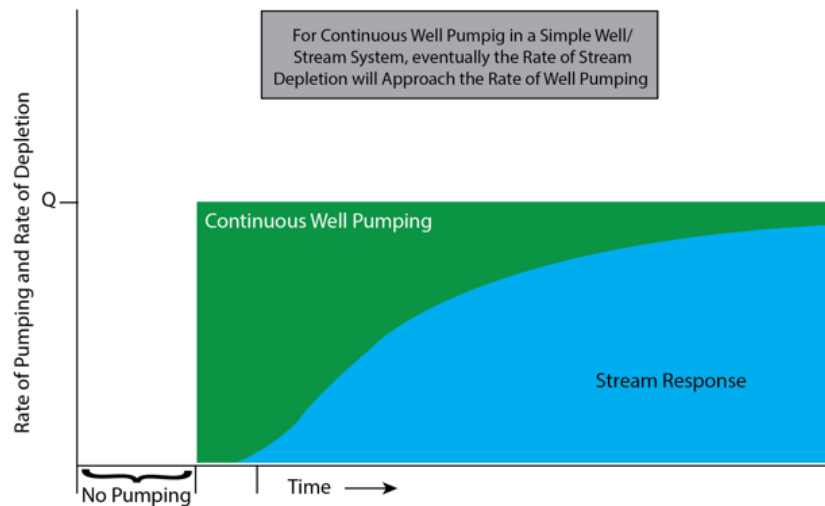 For Continuous Well Pumpig in a Simple Well/
Stream System, eventually the Rate of Stream
Depletion will Approach the Rate of Well Pumping
Rate of Pumping and Rate of Depletion
Q
Continuous Well Pumping
Stream Response
No Pumping
Time